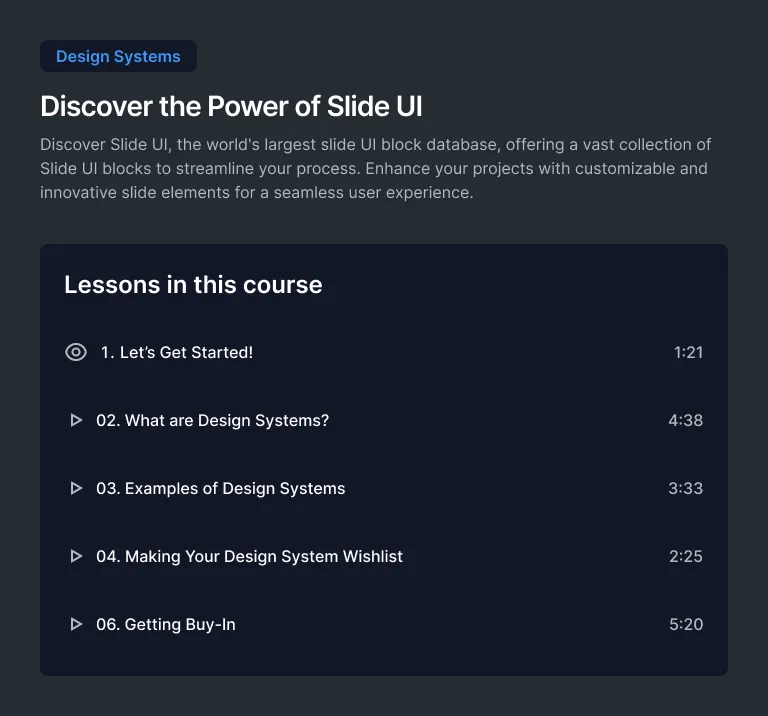 Design Systems
Discover the Power of Slide UI
Discover Slide UI, the world's largest slide UI block database, offering a vast collection of
Slide UI blocks to streamline your process. Enhance your projects with customizable and
innovative slide elements for a seamless user experience.
Lessons in this course
1. Let’s Get Started! 1:21
02. What are Design Systems? 4:38
03. Examples of Design Systems 3:33
04. Making Your Design System Wishlist 2:25
06. Getting Buy-In 5:20